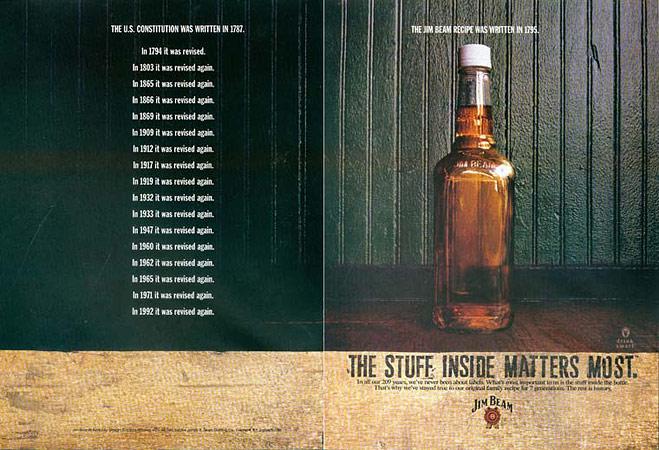 THE U.S. CONSTITUTION WAS WRITTEN IN 1787.
In 1794 it was revised.
In 1803 it was revised again.
In 1865 it was revised again.
In 1866 it was revised again.
In 1869 it was revised again.
In 1909 it was revised again.
In 1912 it was revised again.
In 1917 it was revised again.
In 1919 it was revised again.
In 1932 it was revised again.
In 1933 it was revised again.
In 1947 it was revised again.
In 1960 it was revised again.
In 1962 it was revised again.
In 1965 it was revised again.
In 1971 it was revised again.
In 1992 it was revised again.
THE JIM BEAM RECIPE WAS WRITTEN IN 1795.
JIM BEAM
drink
smart
THE STUFF INSIDE MATTERS MOST.
In all our 209 years, we've never been about labels. What's most important to us is the stuff inside the bottle.
That's why we've stayed true to our original family recipe for 7 generations. The rest is history.
JIM BEAM